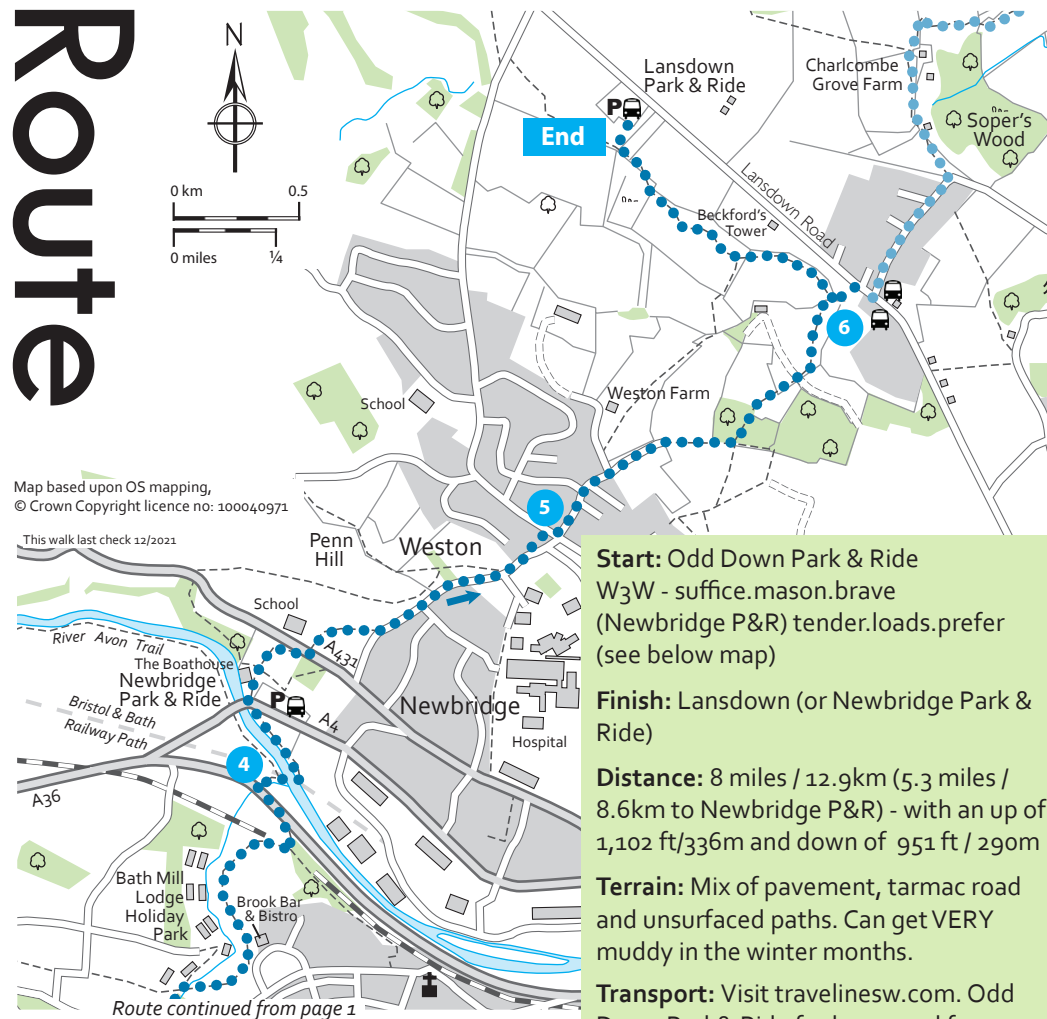 Route
N
0 km 0.5
0 miles ¼
Map based upon OS mapping,
© Crown Copyright licence no: 100040971
This walk last check 12/2021
Lansdown
Park & Ride
P
End
Charlcombe
Grove Farm
Soper's
Wood
Lansdown Road
Beckford's
Tower
6
Weston Farm
School
5
Penn
Hill
Weston
School
River Avon Trail
The Boathouse
Newbridge
Park & Ride
A431
P
A4
Newbridge
Bristol & Bath
Railway Path
Hospital
4
A36
Bath Mill
Lodge
Holiday
Park
Brook Bar
& Bistro
Route continued from page 1
Start: Odd Down Park & Ride
W3W - suffice.mason.brave
(Newbridge P&R) tender.loads.prefer
(see below map)
Finish: Lansdown (or Newbridge Park &
Ride)
Distance: 8 miles / 12.9km (5.3 miles /
8.6km to Newbridge P&R) - with an up of
1,102 ft/336m and down of 951 ft / 290m
Terrain: Mix of pavement, tarmac road
and unsurfaced paths. Can get VERY
muddy in the winter months.
Transport: Visit travelinesw.com. Odd